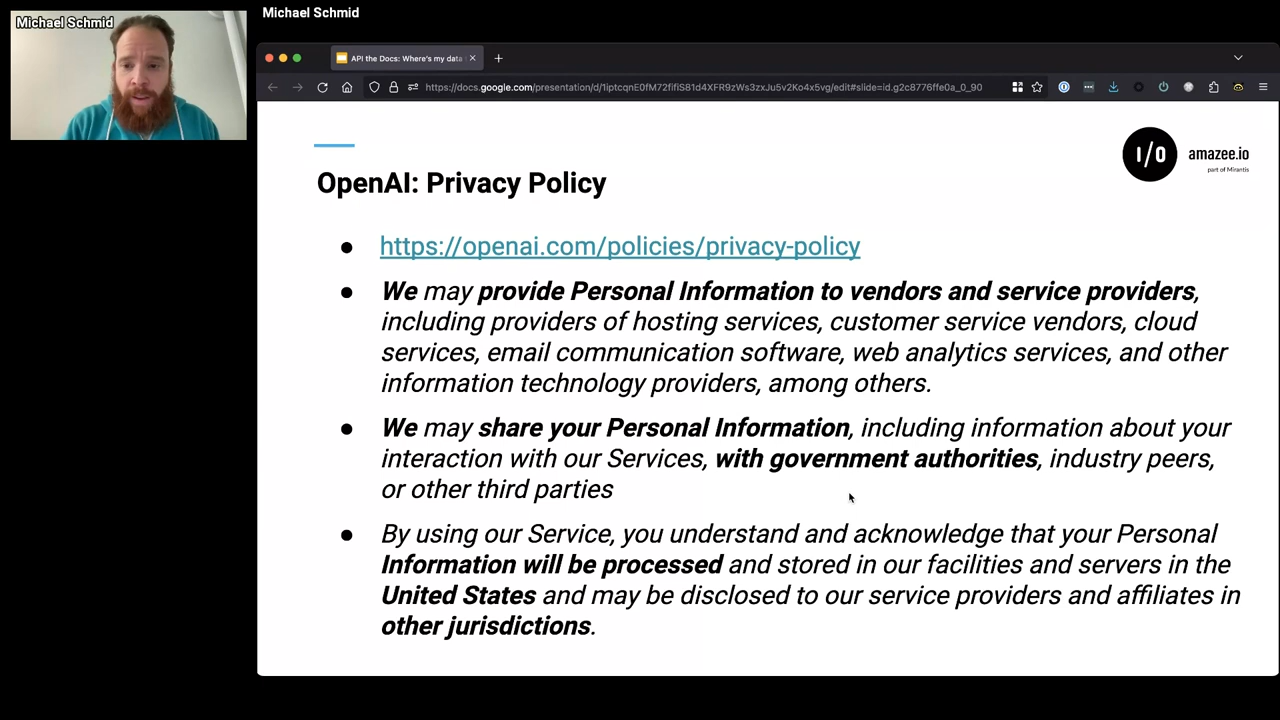 Michael Schmid
Michael Schmid
API the Docs: Where's my data
https://docs.google.com/presentation/d/1iptcqnE0fM72fifiS81d4XFR9zWs3zxJu5v2Ko4x5vg/edit#slide=id.g2c8776ffe0a_0_90
I/O
amazee.io
part of Mirantis
OpenAI: Privacy Policy
● https://openai.com/policies/privacy-policy
● We may provide Personal Information to vendors and service providers,
including providers of hosting services, customer service vendors, cloud
services, email communication software, web analytics services, and other
information technology providers, among others.
● We may share your Personal Information, including information about your
interaction with our Services, with government authorities, industry peers,
or other third parties
● By using our Service, you understand and acknowledge that your Personal
Information will be processed and stored in our facilities and servers in the
United States and may be disclosed to our service providers and affiliates in
other jurisdictions.